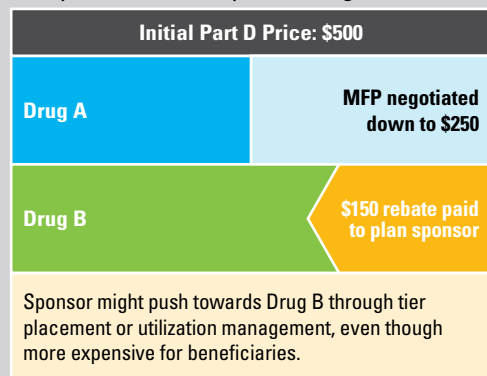 Initial Part D Price: $500
Drug A
MFP negotiated
down to $250
Drug B
$150 rebate paid
to plan sponsor
Sponsor might push towards Drug B through tier
placement or utilization management, even though
more expensive for beneficiaries.